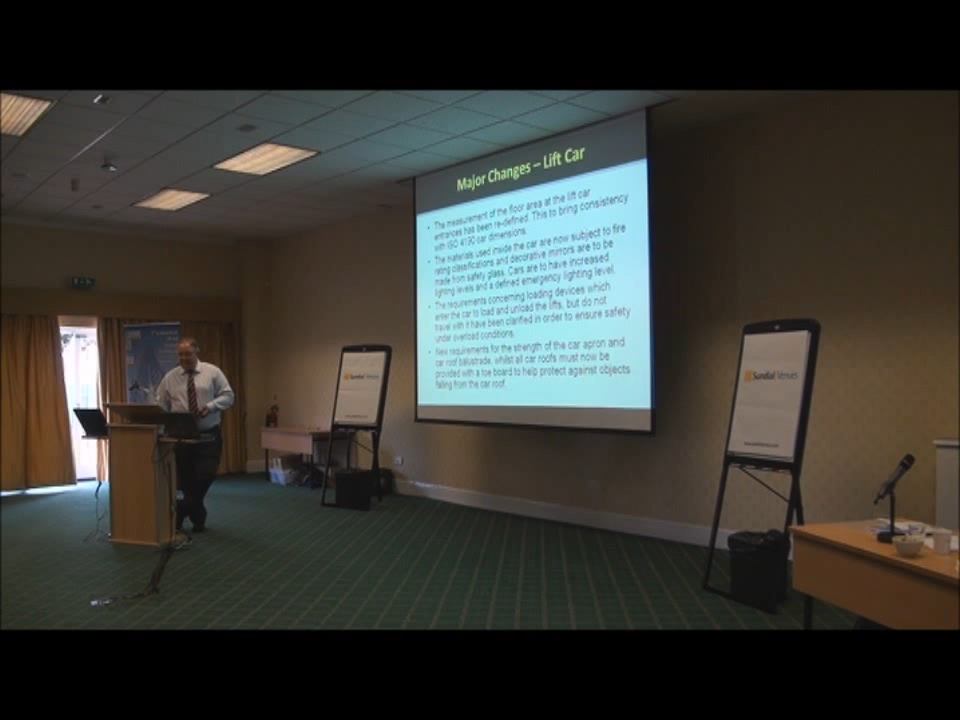 Major Changes – Lift Car
• The measurement of the floor area at the lift car
entrances has been re-defined. This to bring consistency
with ISO 4190 car dimensions.
• The materials used inside the car are now subject to fire
rating classifications and decorative mirrors are to be
made from safety glass. Cars are to have increased
lighting levels and a defined emergency lighting level.
• The requirements concerning loading devices which
enter the car to load and unload the lifts, but do not
travel with it have been clarified in order to ensure safety
under overload conditions.
• New requirements for the strength of the car apron and
car roof balustrade, whilst all car roofs must now be
provided with a toe board to help protect against objects
falling from the car roof.
Sundial Venues
Sundial Venues